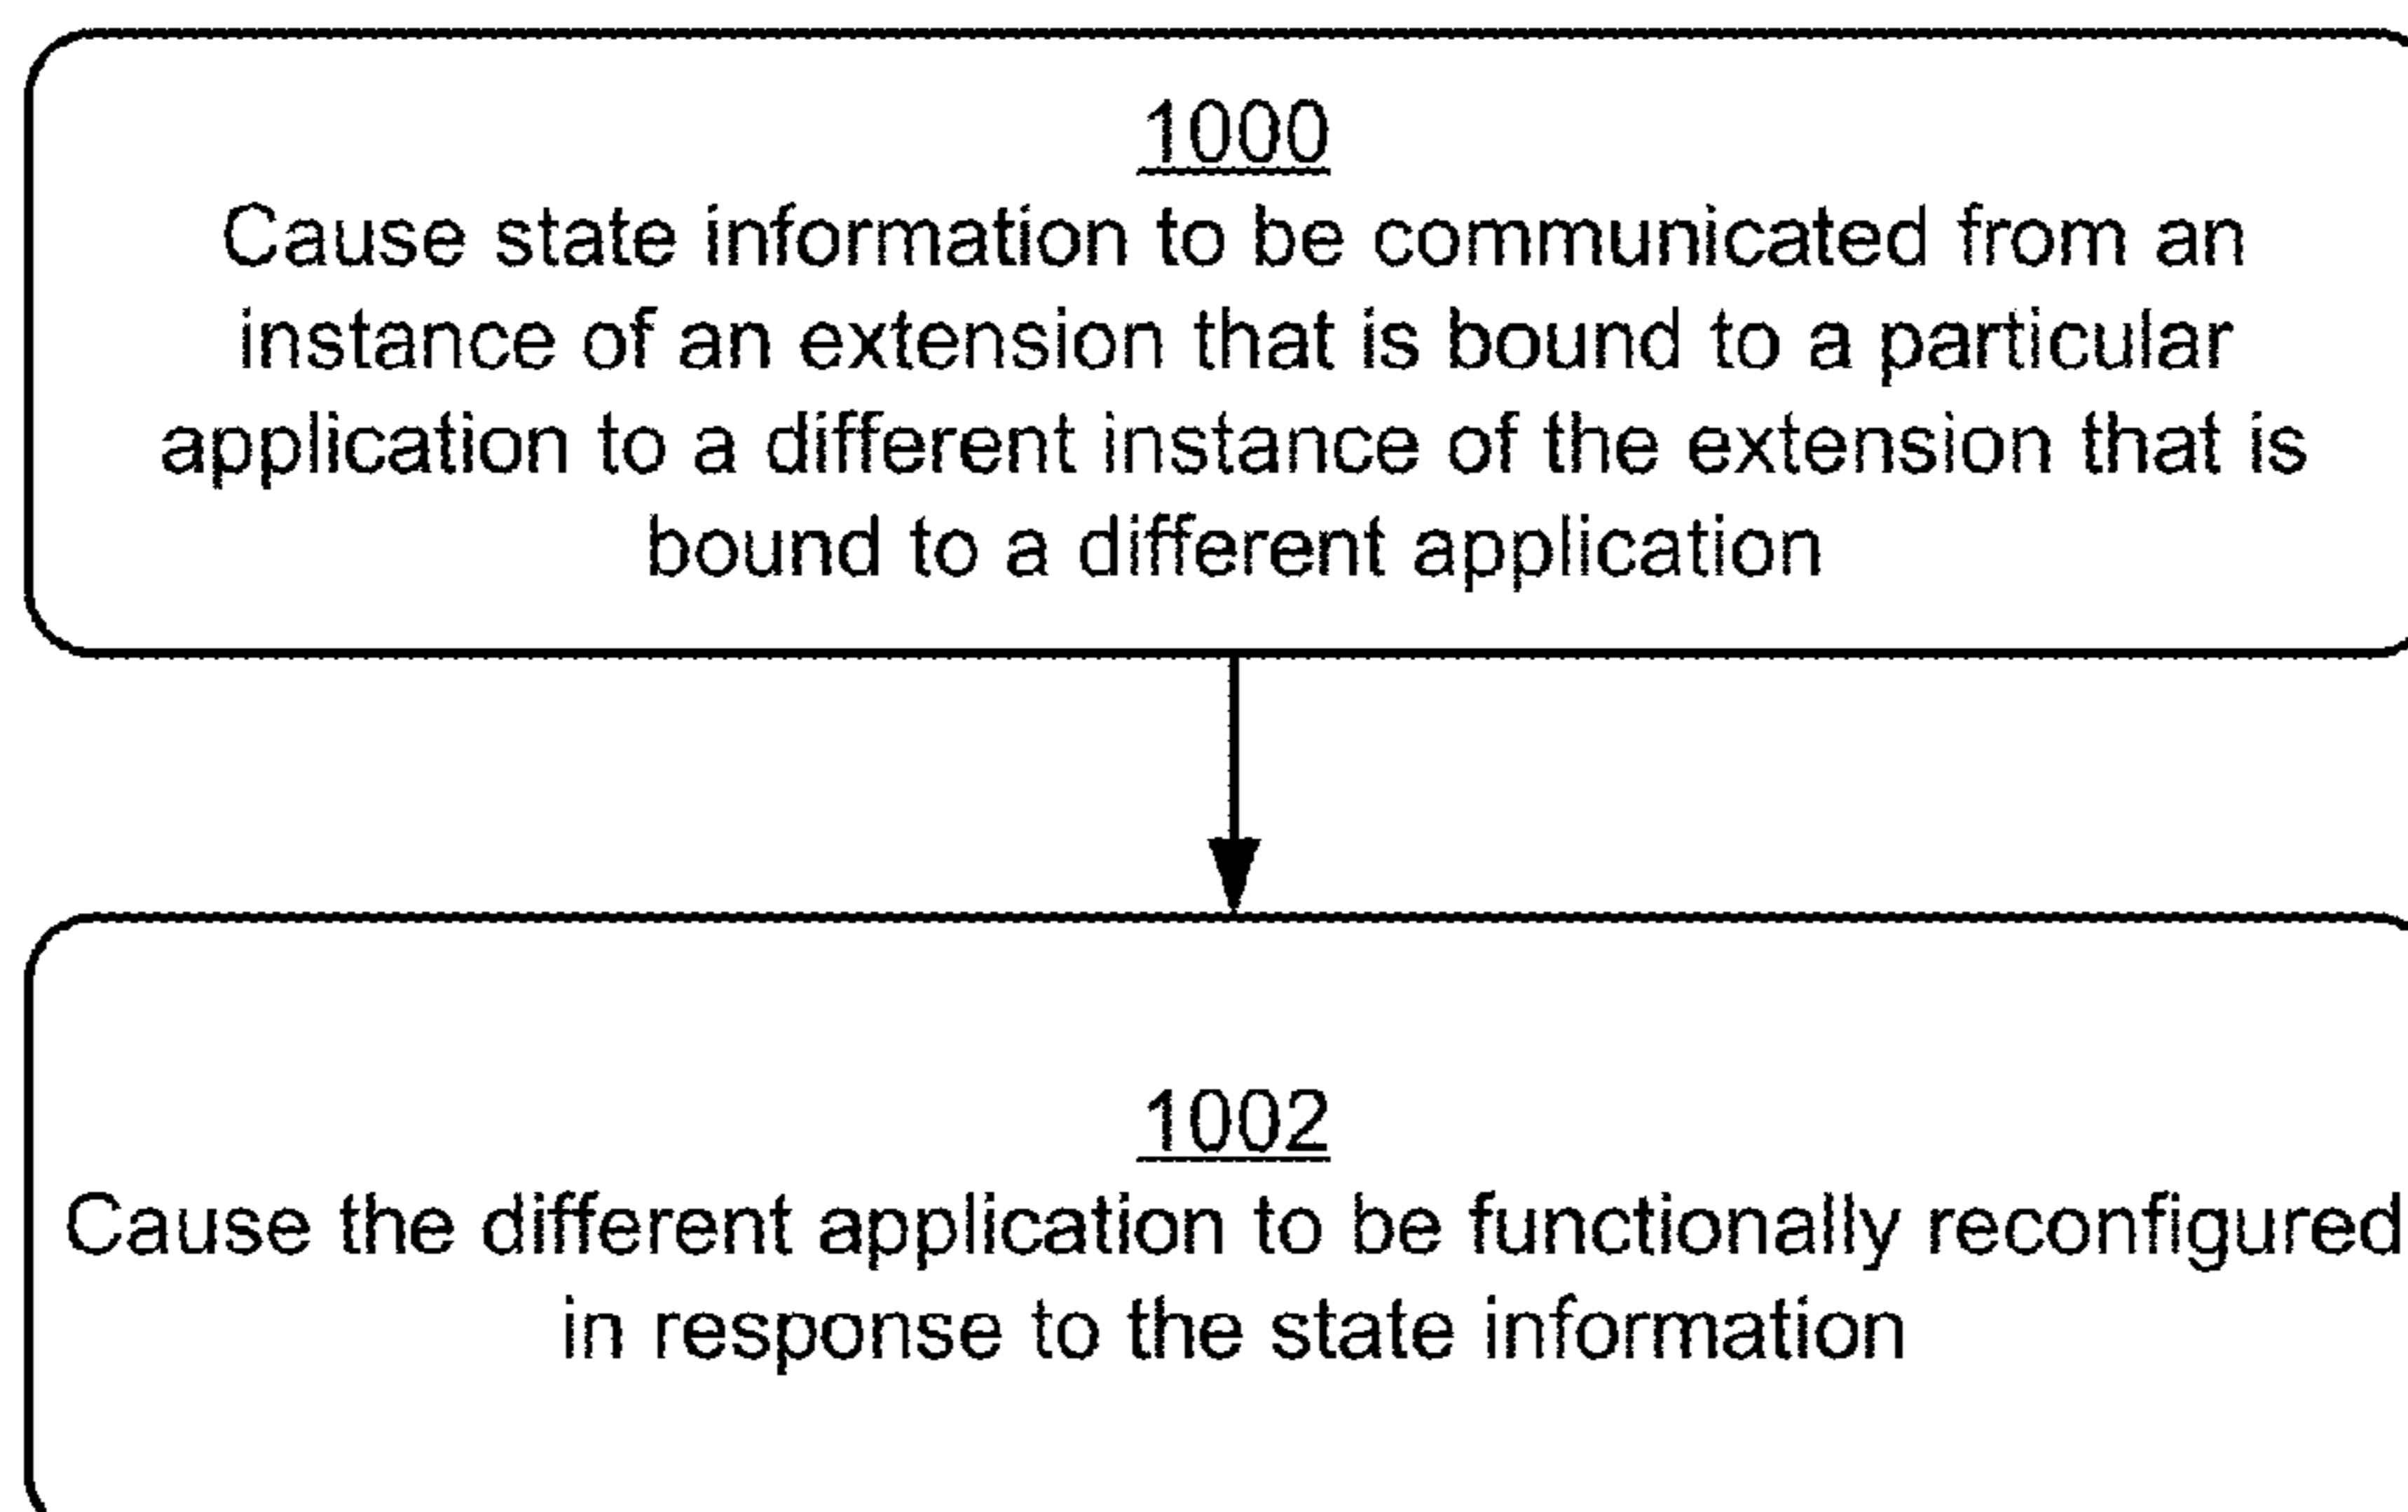 1000
Cause state information to be communicated from an
instance of an extension that is bound to a particular
application to a different instance of the extension that is
bound to a different application
1002
Cause the different application to be functionally reconfigured
in response to the state information